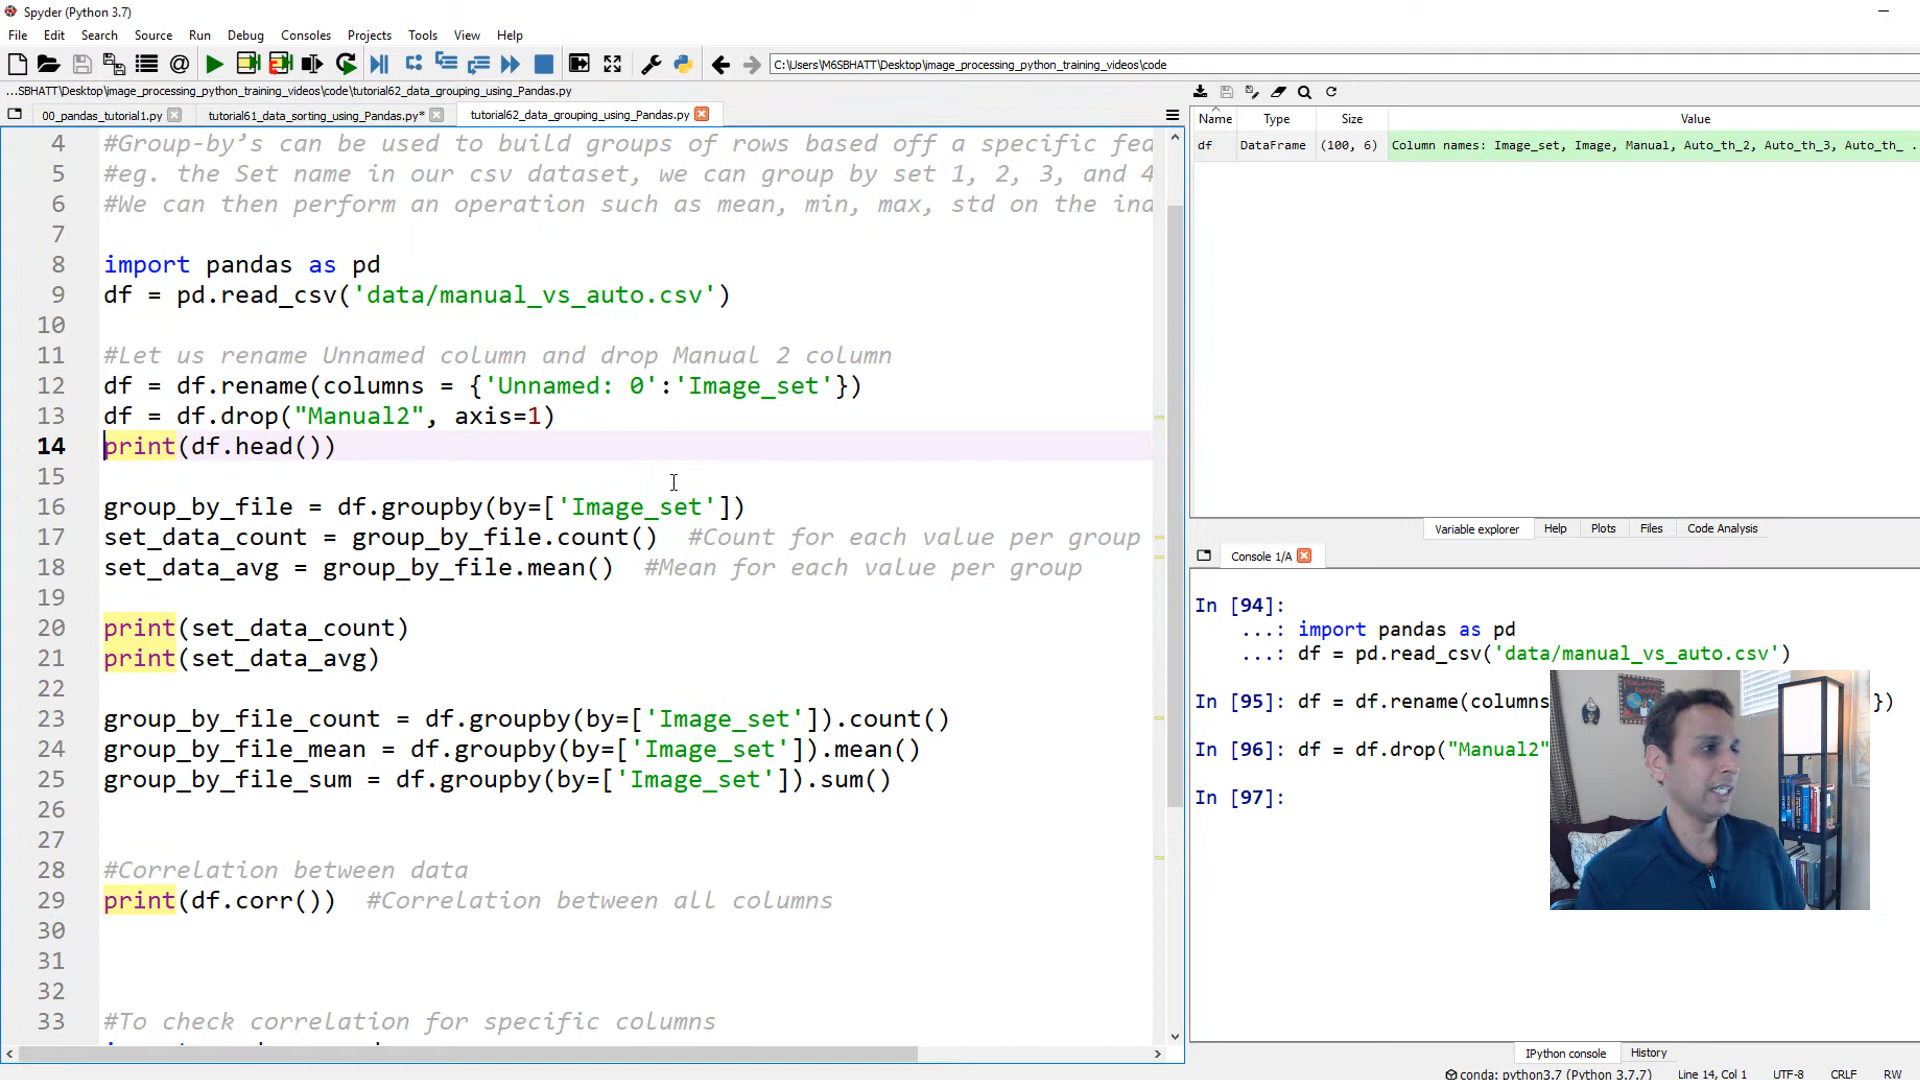 Spyder (Python 3.7)
File Edit Search Source Run Debug Consoles Projects Tools View Help
C:\Users\M6SBHATT\Desktop\image_processing_python_training_videos\code
...SBHATT\Desktop\image_processing_python_training_videos\code\tutorial62_data_grouping_using_Pandas.py
00_pandas_tutorial1.py tutorial61_data_sorting_using_Pandas.py* tutorial62_data_grouping_using_Pandas.py
4 #Group-by’s can be used to build groups of rows based off a specific fea
5 #eg. the Set name in our csv dataset, we can group by set 1, 2, 3, and 4
6 #We can then perform an operation such as mean, min, max, std on the ind
7
8 import pandas as pd
9 df = pd.read_csv('data/manual_vs_auto.csv')
10
11 #Let us rename Unnamed column and drop Manual 2 column
12 df = df.rename(columns = {'Unnamed: 0':'Image_set'})
13 df = df.drop("Manual2", axis=1)
14 print(df.head())
15
16 group_by_file = df.groupby(by=['Image_set'])
17 set_data_count = group_by_file.count() #Count for each value per group
18 set_data_avg = group_by_file.mean() #Mean for each value per group
19
20 print(set_data_count)
21 print(set_data_avg)
22
23 group_by_file_count = df.groupby(by=['Image_set']).count()
24 group_by_file_mean = df.groupby(by=['Image_set']).mean()
25 group_by_file_sum = df.groupby(by=['Image_set']).sum()
26
27
28 #Correlation between data
29 print(df.corr()) #Correlation between all columns
30
31
32
33 #To check correlation for specific columns
Name Type Size Value
df DataFrame (100, 6) Column names: Image_set, Image, Manual, Auto_th_2, Auto_th_3, Auto_th_ ...
Variable explorer Help Plots Files Code Analysis
Console 1/A
In [94]:
...: import pandas as pd
...: df = pd.read_csv('data/manual_vs_auto.csv')
In [95]: df = df.rename(columns })
In [96]: df = df.drop("Manual2"
In [97]:
IPython console History
conda: python3.7 (Python 3.7.7) Line 14, Col 1 UTF-8 CRLF RW